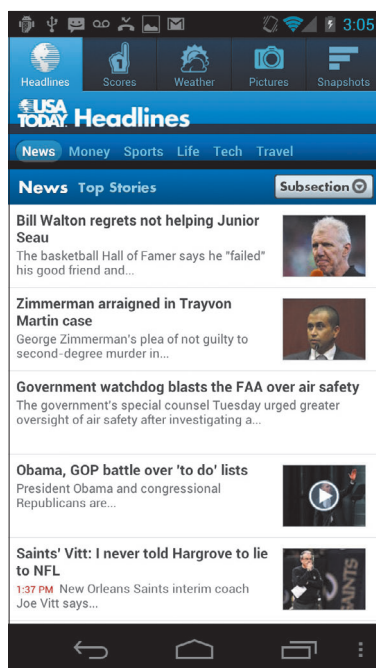 3:05
Headlines Scores Weather Pictures Snapshots
USA
TODAY. Headlines
News Money Sports Life Tech Travel
News Top Stories Subsection
Bill Walton regrets not helping Junior
Seau
The basketball Hall of Famer says he "failed"
his good friend and...
Zimmerman arraigned in Trayvon
Martin case
George Zimmerman's plea of not guilty to
second-degree murder in...
Government watchdog blasts the FAA over air safety
The government's special counsel Tuesday urged greater
oversight of air safety after investigating a...
Obama, GOP battle over 'to do' lists
President Obama and congressional
Republicans are...
Saints' Vitt: I never told Hargrove to lie
to NFL
1:37 PM New Orleans Saints interim coach
Joe Vitt says...
SAINTS